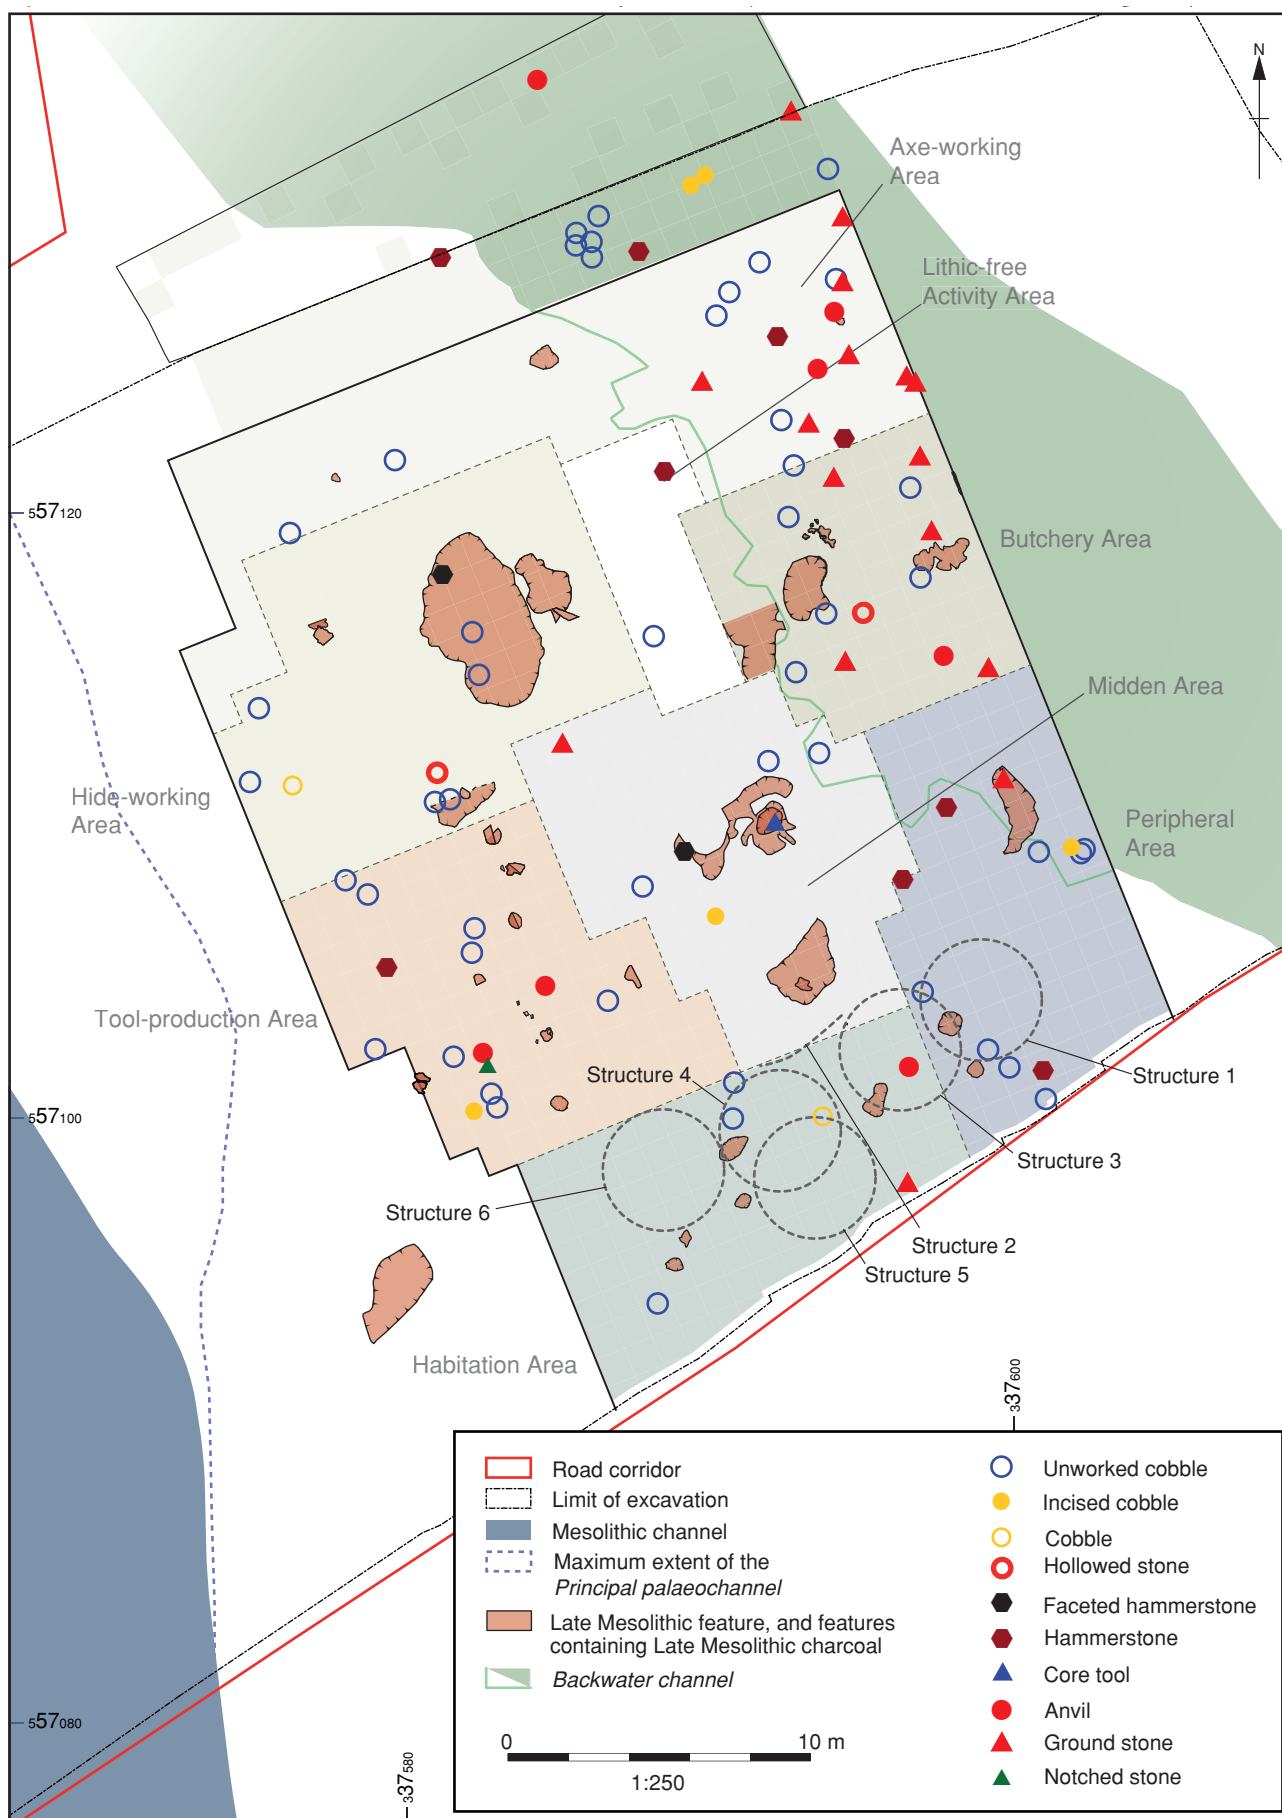 N
Axe-working
Area
Lithic-free
Activity Area
557120
Butchery Area
Midden Area
Hide-working
Area
Peripheral
Area
Tool-production Area
Structure 4
Structure 1
557100
Structure 3
Structure 6
Structure 2
Structure 5
Habitation Area
337600
Road corridor
Limit of excavation
Mesolithic channel
Maximum extent of the
Principal palaeochannel
Late Mesolithic feature, and features
containing Late Mesolithic charcoal
Backwater channel
0 10 m
1:250
Unworked cobble
Incised cobble
Cobble
Hollowed stone
Faceted hammerstone
Hammerstone
Core tool
Anvil
Ground stone
Notched stone
557080
337580